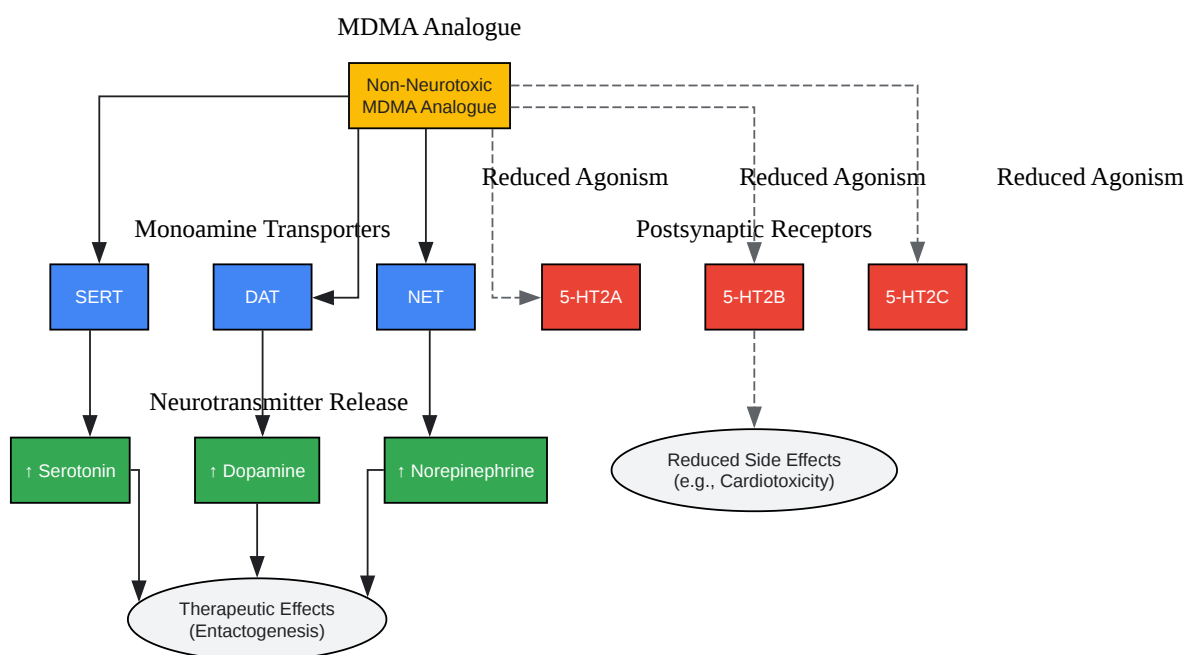 MDMA Analogue
Non-Neurotoxic
MDMA Analogue
Reduced Agonism
Reduced Agonism
Reduced Agonism
Monoamine Transporters
Postsynaptic Receptors
SERT
DAT
NET
5-HT2A
5-HT2B
5-HT2C
Neurotransmitter Release
↑ Serotonin
↑ Dopamine
↑ Norepinephrine
Reduced Side Effects
(e.g., Cardiotoxicity)
Therapeutic Effects
(Entactogenesis)